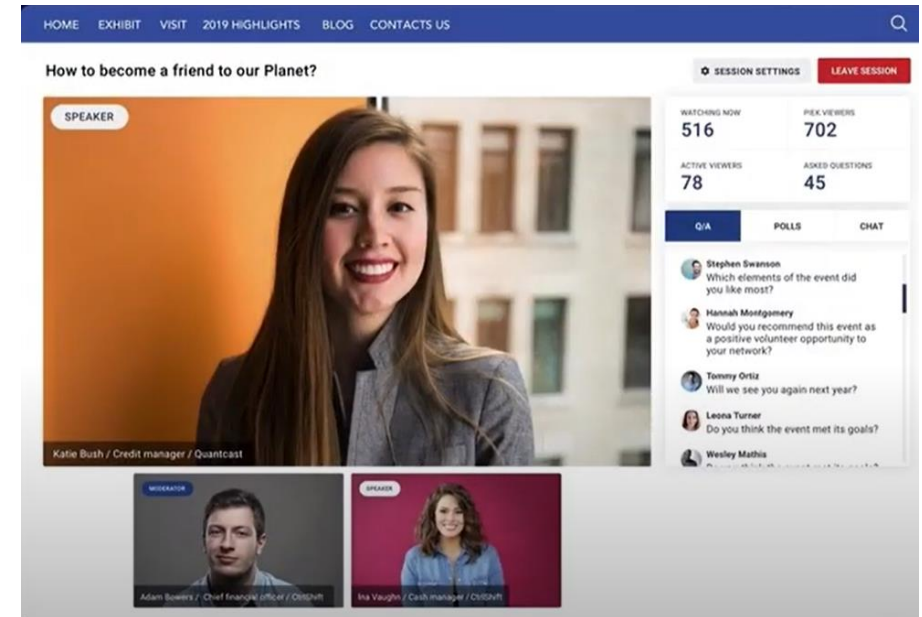 HOME EXHIBIT VISIT 2019 HIGHLIGHTS BLOG CONTACTS US
How to become a friend to our Planet?
SESSION SETTINGS
LEAVE SESSION
SPEAKER
Katie Bush / Credit manager / Quantcast
WATCHING NOW
516
PIEK VIEWERS
702
ACTIVE VIEWERS
78
ASKED QUESTIONS
45
Q/A POLLS CHAT
Stephen Swanson
Which elements of the event did
you like most?
Hannah Montgomery
Would you recommend this event as
a positive volunteer opportunity to
your network?
Tommy Ortiz
Will we see you again next year?
Leona Turner
Do you think the event met its goals?
Wesley Mathis
MODERATOR
Adam Bowers / Chief financial officer / CtrlShift
SPEAKER
Ina Vaughn / Cash manager / CtrlShift